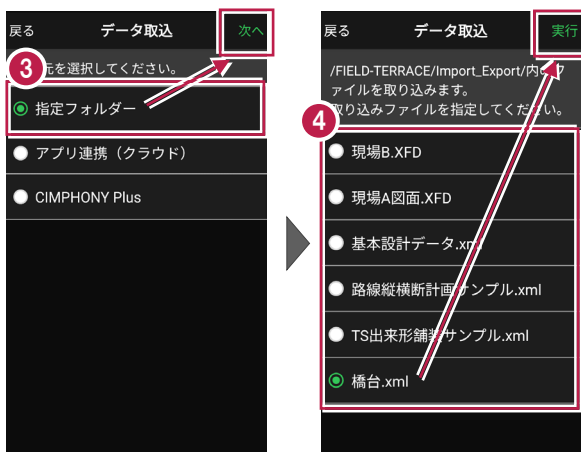 戻る データ取込 次へ
3 元を選択してください。
指定フォルダー
アプリ連携（クラウド）
CIMPHONY Plus
戻る データ取込 実行
/FIELD-TERRACE/Import_Export/内の
ァイルを取り込みます。
取り込みファイルを指定してください。
4
現場B.XFD
現場A図面.XFD
基本設計データ.xml
路線縦横断計画サンプル.xml
TS出来形舗装サンプル.xml
橋台.xml